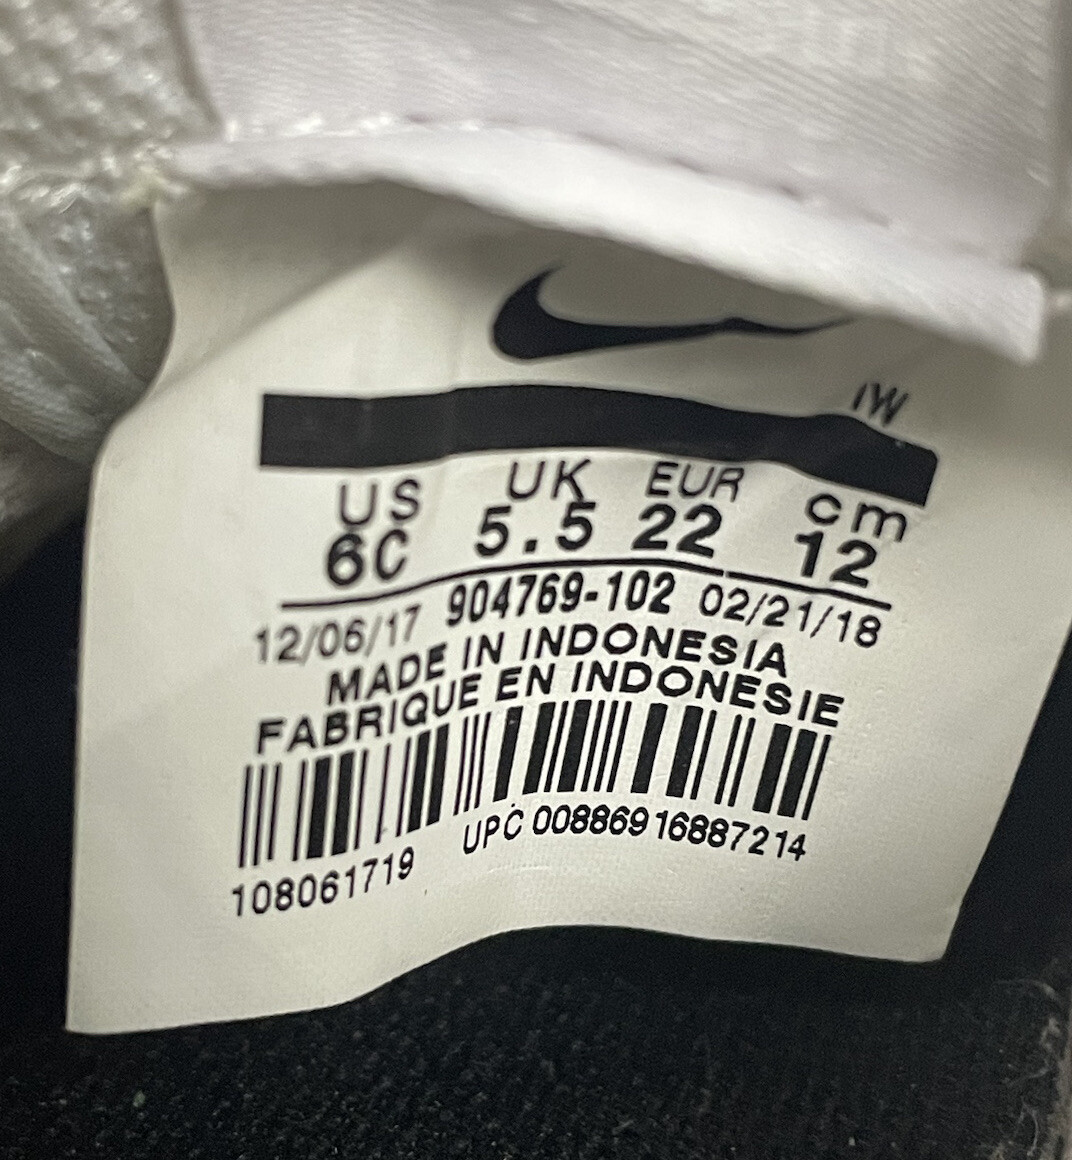 IW
US UK EUR cm
6C 5.5 22 12
12/06/17 904769-102 02/21/18
MADE IN INDONESIA
FABRIQUE EN INDONESIE
108061719 UPC 00886916887214